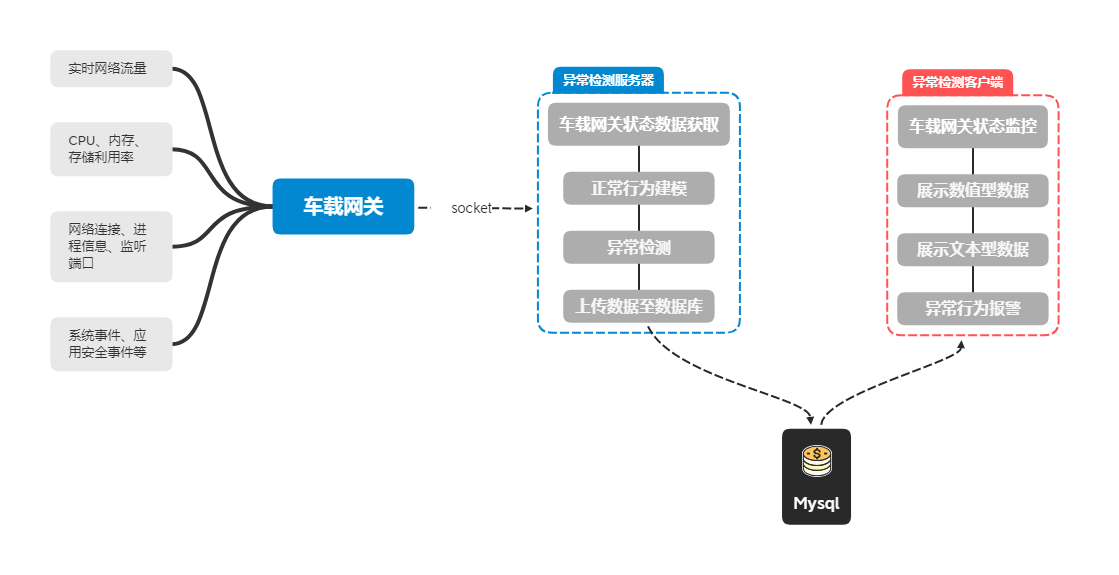 实时网络流量
CPU、内存、
存储利用率
网络连接、进
程信息、监听
端口
系统事件、应
用安全事件等
车载网关
socket
异常检测服务器
车载网关状态数据获取
正常行为建模
异常检测
上传数据至数据库
异常检测客户端
车载网关状态监控
展示数值型数据
展示文本型数据
异常行为报警
$
Mysql